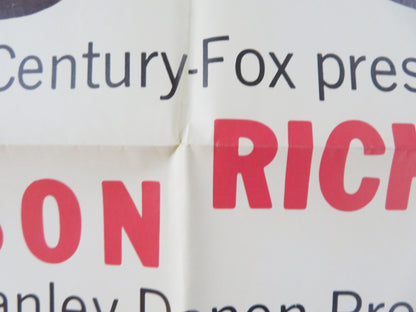 Century-Fox pres
SON RICH
anley Donen Pro